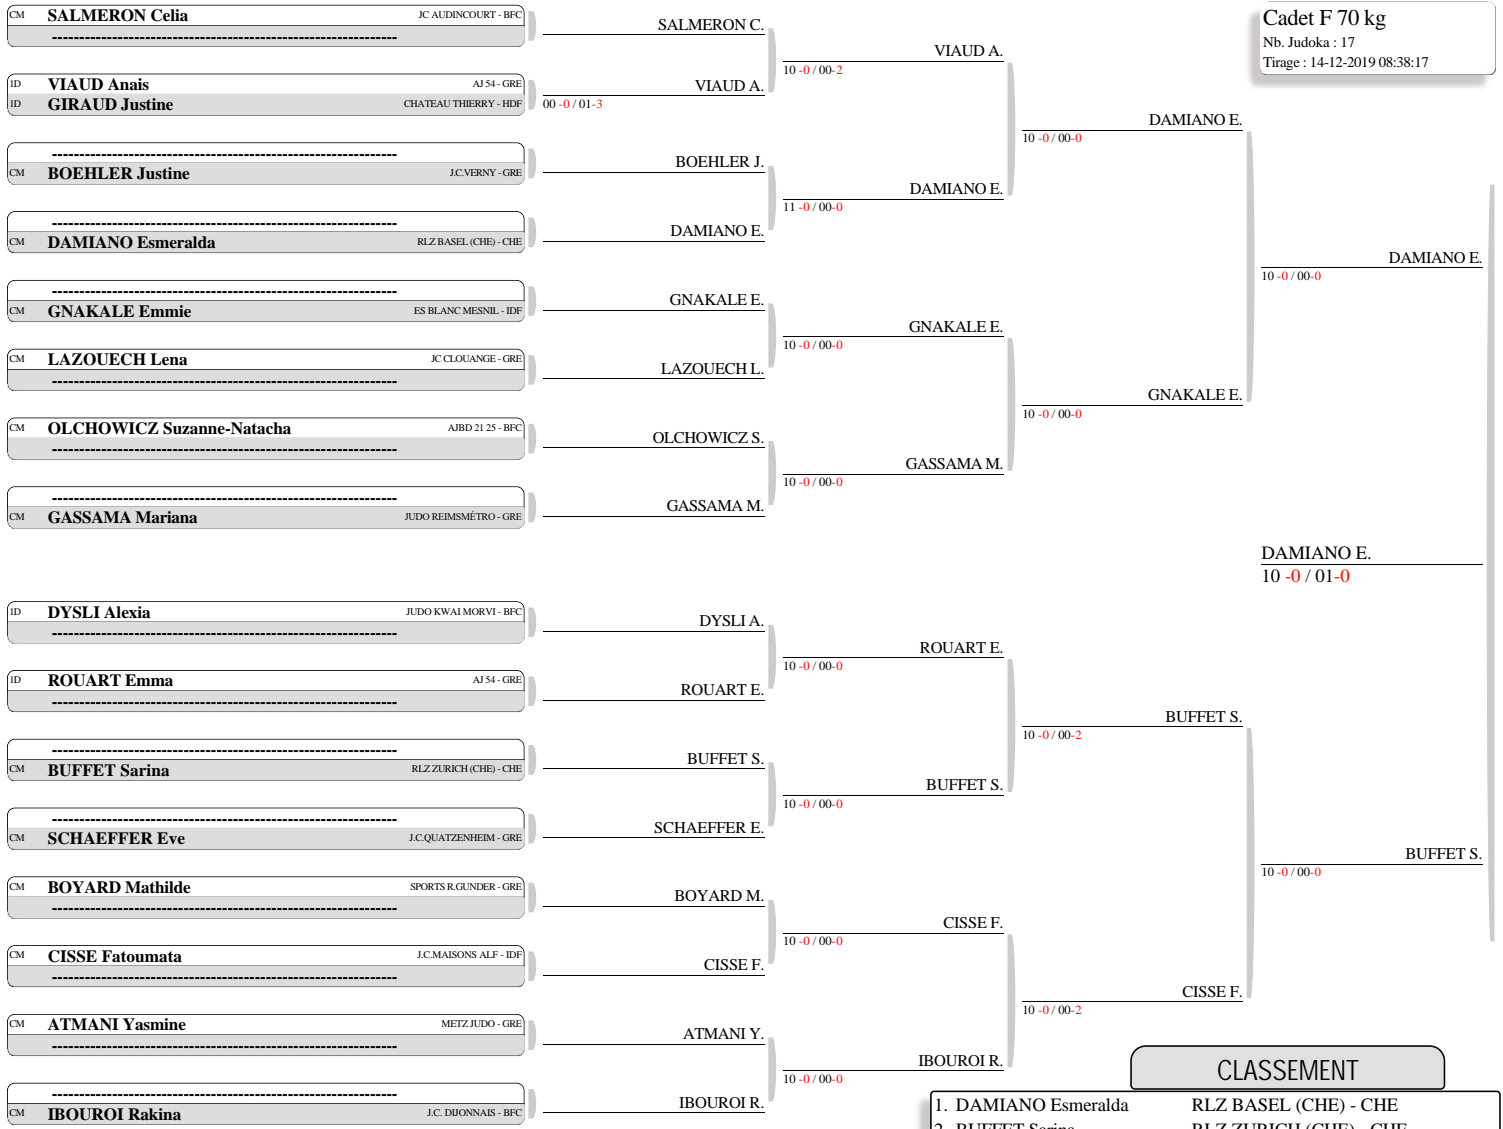 Cadet F 70 kg
Nb. Judoka : 17
Tirage : 14-12-2019 08:38:17
CM SALMERON Celia JC AUDINCOURT - BFC
1D VIAUD Anais AJ 54 - GRE
1D GIRAUD Justine CHATEAU THIERRY - HDF
CM BOEHLER Justine J.C.VERNY - GRE
CM DAMIANO Esmeralda RLZ BASEL (CHE) - CHE
CM GNAKALE Emmie ES BLANC MESNIL - IDF
CM LAZOUECH Lena JC CLOUANGE - GRE
CM OLCHOWICZ Suzanne-Natacha AJBD 21 25 - BFC
CM GASSAMA Mariana JUDO REIMSMÉTRO - GRE
1D DYSLI Alexia JUDO KWAI MORVI - BFC
1D ROUART Emma AJ 54 - GRE
CM BUFFET Sarina RLZ ZURICH (CHE) - CHE
CM SCHAEFFER Eve J.C.QUATZENHEIM - GRE
CM BOYARD Mathilde SPORTS R.GUNDER - GRE
CM CISSE Fatoumata J.C.MAISONS ALF - IDF
CM ATMANI Yasmine METZ JUDO - GRE
CM IBOUROI Rakina J.C. DIJONNAIS - BFC
SALMERON C.
VIAUD A.
00 -0 / 01-3
BOEHLER J.
DAMIANO E.
GNAKALE E.
LAZOUECH L.
OLCHOWICZ S.
GASSAMA M.
DYSLI A.
ROUART E.
BUFFET S.
SCHAEFFER E.
BOYARD M.
CISSE F.
ATMANI Y.
IBOUROI R.
VIAUD A.
10 -0 / 00-2
DAMIANO E.
11 -0 / 00-0
GNAKALE E.
10 -0 / 00-0
GASSAMA M.
10 -0 / 00-0
ROUART E.
10 -0 / 00-0
BUFFET S.
10 -0 / 00-0
CISSE F.
10 -0 / 00-0
IBOUROI R.
10 -0 / 00-0
DAMIANO E.
10 -0 / 00-0
GNAKALE E.
10 -0 / 00-0
BUFFET S.
10 -0 / 00-2
CISSE F.
10 -0 / 00-2
DAMIANO E.
10 -0 / 00-0
BUFFET S.
10 -0 / 00-0
DAMIANO E.
10 -0 / 01-0
CLASSEMENT
1. DAMIANO Esmeralda RLZ BASEL (CHE) - CHE
2. BUFFET Sarina RLZ ZURICH (CHE) - CHE